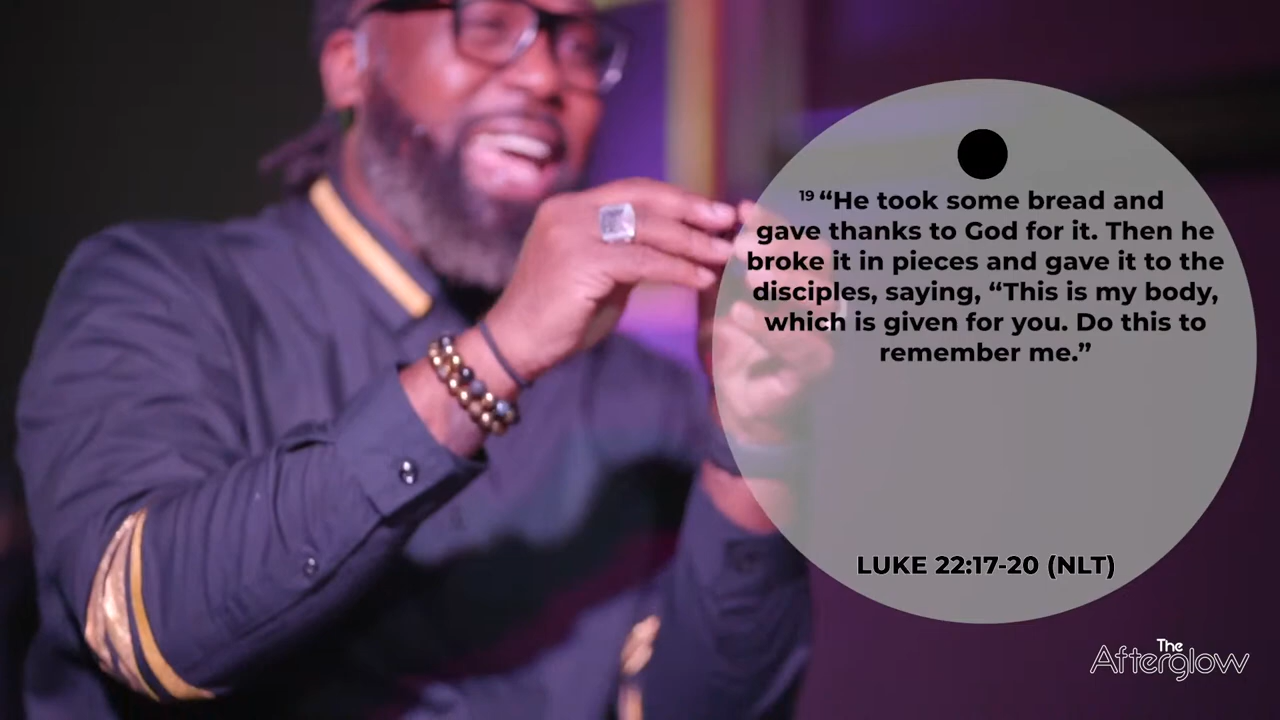 19 “He took some bread and
gave thanks to God for it. Then he
broke it in pieces and gave it to the
disciples, saying, “This is my body,
which is given for you. Do this to
remember me.”
LUKE 22:17-20 (NLT)
The
Afterglow